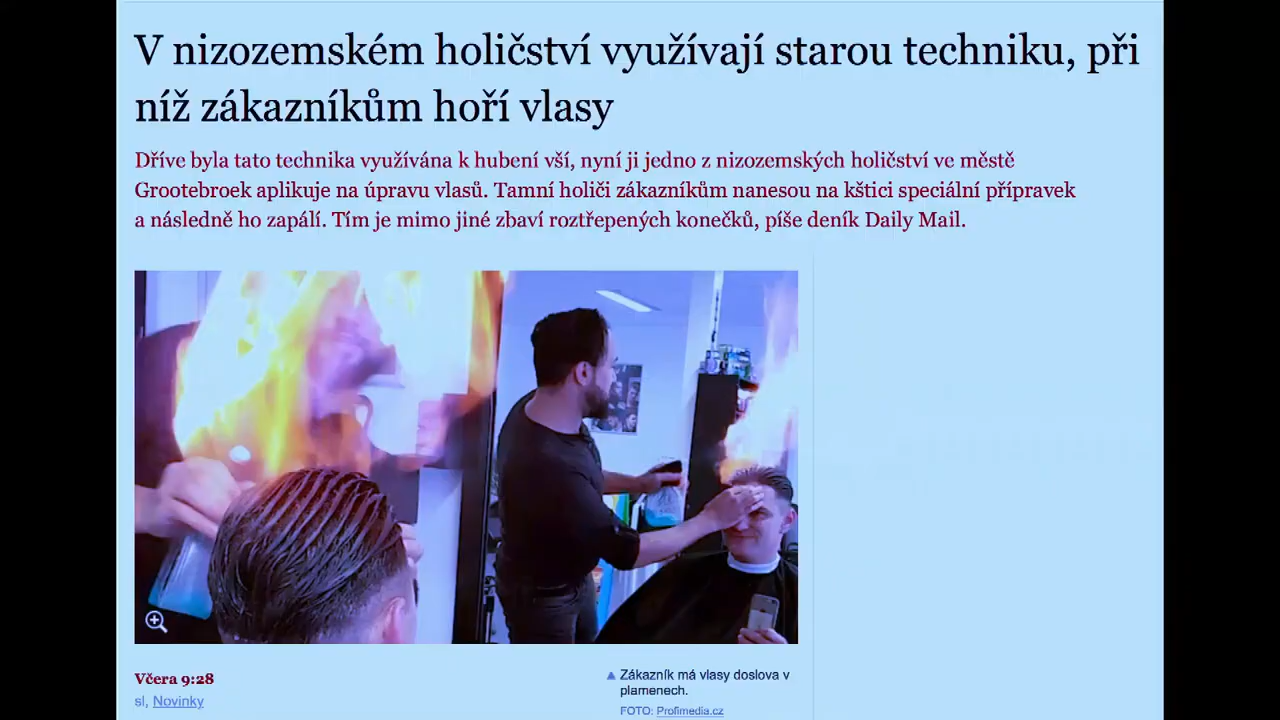 V nizozemském holičství využívají starou techniku, při
níž zákazníkům hoří vlasy
Dříve byla tato technika využívána k hubení vší, nyní ji jedno z nizozemských holičství ve městě
Grootebroek aplikuje na úpravu vlasů. Tamní holiči zákazníkům nanesou na kštici speciální přípravek
a následně ho zapálí. Tím je mimo jiné zbaví roztřepených konečků, píše deník Daily Mail.
Včera 9:28
sl, Novinky
▲ Zákazník má vlasy doslova v
plamenech.
FOTO: Profimedia.cz